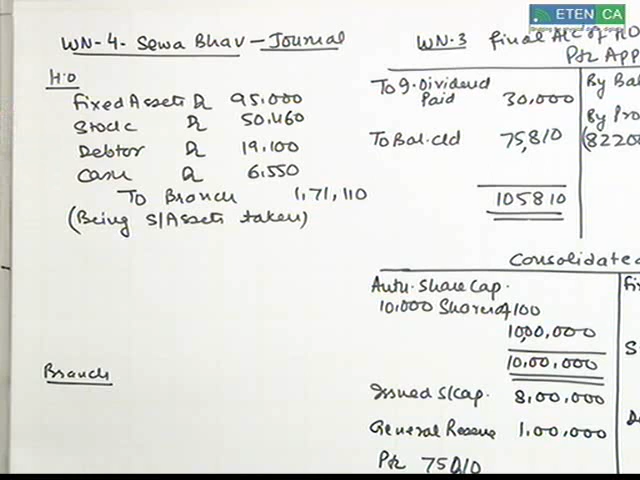 ETEN CA
WN-4- Sewa Bhav - Journal
H.O
Fixed Assets Dr 95,000
Stock Dr 50,460
Debtor Dr 19,100
Cash Dr 6,550
To Branch 1,71,110
(Being S/Assets taken)
Branch
WN.3 Final A/c of HO
P&L App
To I. Dividend Paid 30,000
By Bal
By Pro
To Bal. c/d 75,810
(82200
105810
Consolidated
Auth. Share Cap.
10,000 Share of 100
10,00,000
10,00,000
Issued S/Cap. 8,00,000
General Reserve 1,00,000
P&L 75810
Fi
S